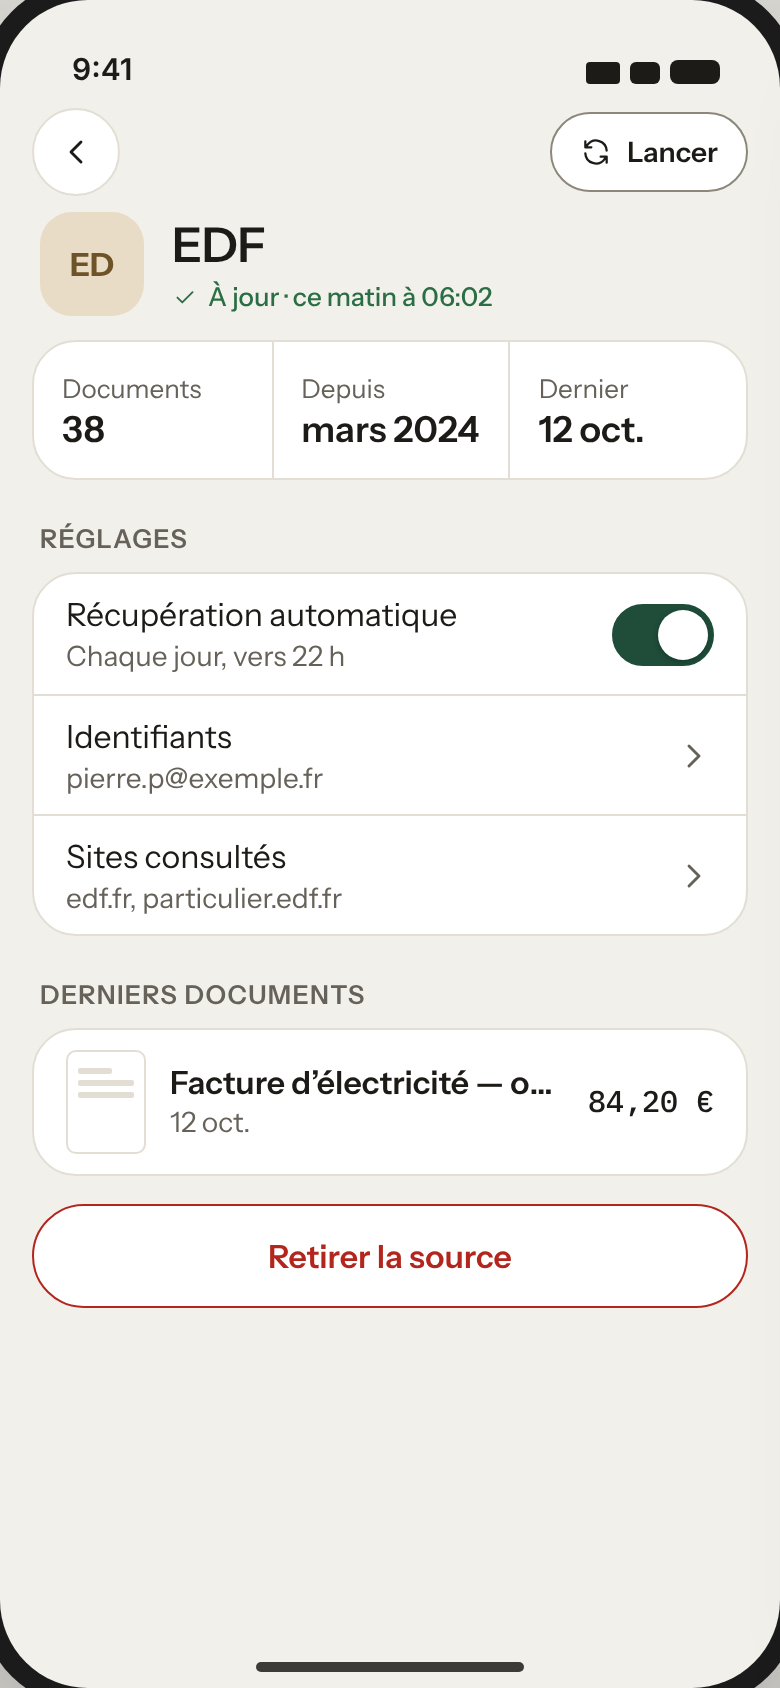 9:41
Lancer
ED
EDF
À jour · ce matin à 06:02
Documents
38
Depuis
mars 2024
Dernier
12 oct.
RÉGLAGES
Récupération automatique
Chaque jour, vers 22 h
Identifiants
pierre.p@exemple.fr
Sites consultés
edf.fr, particulier.edf.fr
DERNIERS DOCUMENTS
Facture d’électricité — o...
84,20 €
12 oct.
Retirer la source